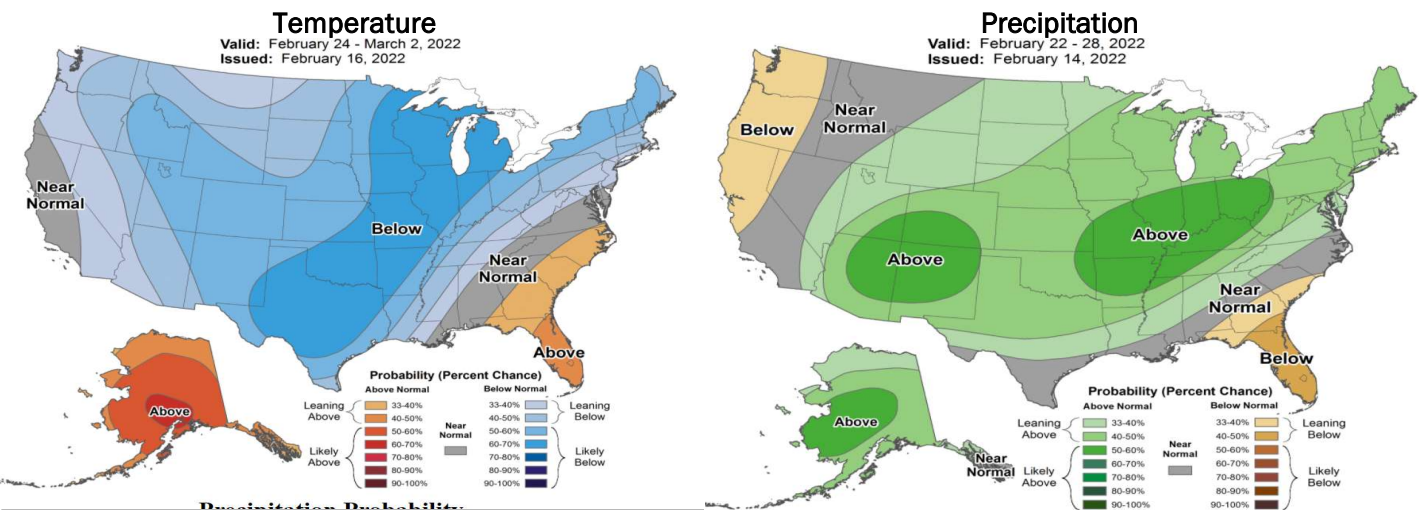 Temperature
Valid: February 24 - March 2, 2022
Issued: February 16, 2022
Near
Normal
Below
Near
Normal
Above
Above
Probability (Percent Chance)
Above Normal
Below Normal
Leaning
Above
33-40%
40-50%
Likely
Above
50-60%
60-70%
70-80%
80-90%
90-100%
Near
Normal
33-40%
40-50%
Leaning
Below
50-60%
60-70%
70-80%
80-90%
90-100%
Likely
Below
Precipitation Probability
Precipitation
Valid: February 22 - 28, 2022
Issued: February 14, 2022
Below
Near
Normal
Above
Above
Near
Normal
Below
Above
Near
Normal
Probability (Percent Chance)
Above Normal
Below Normal
Leaning
Above
33-40%
40-50%
Likely
Above
50-60%
60-70%
70-80%
80-90%
90-100%
Near
Normal
33-40%
40-50%
Leaning
Below
50-60%
60-70%
70-80%
80-90%
90-100%
Likely
Below